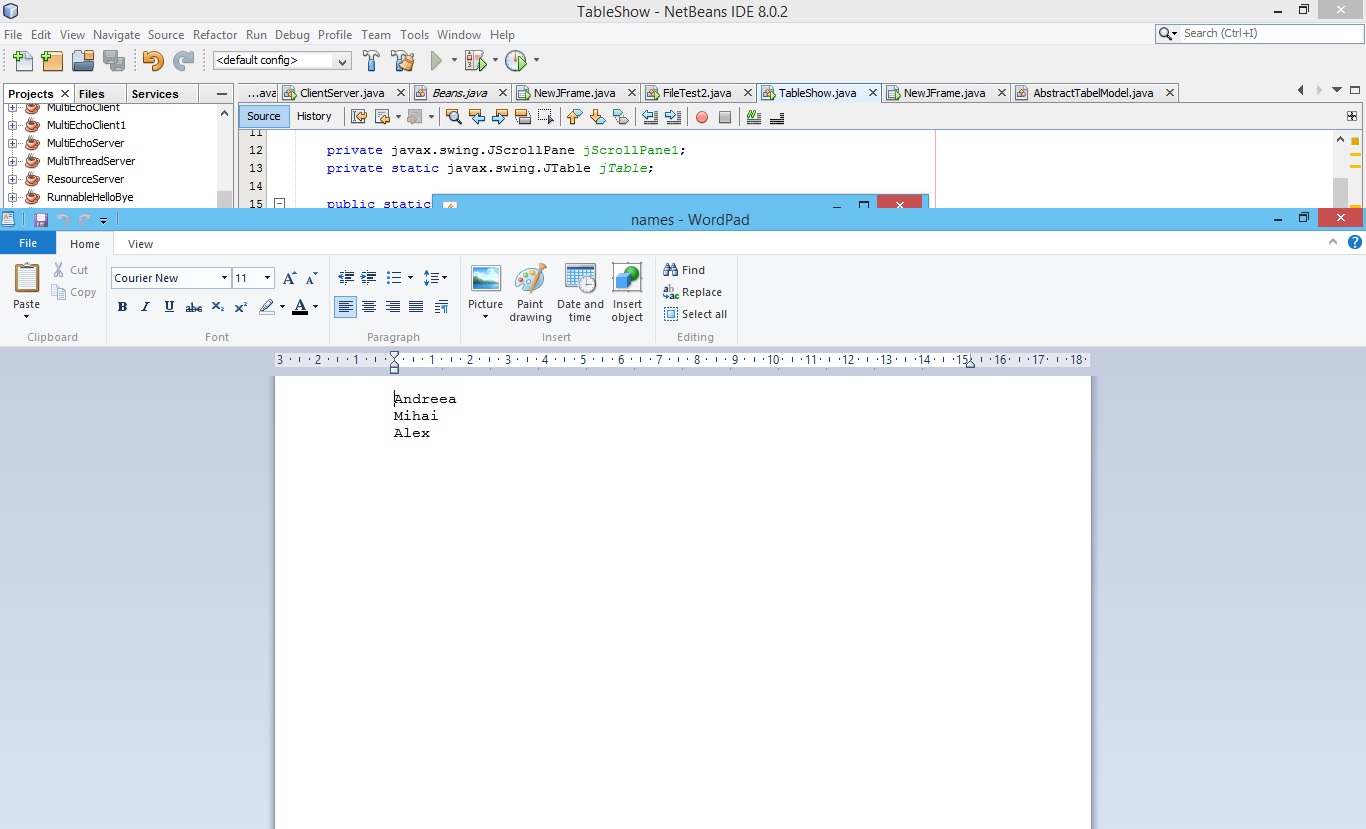 TableShow - NetBeans IDE 8.0.2
File Edit View Navigate Source Refactor Run Debug Profile Team Tools Window Help
Search (Ctrl+I)
<default config>
Projects Files Services
...ava ClientServer.java Beans.java NewJFrame.java FileTest2.java TableShow.java NewJFrame.java AbstractTabelModel.java
MultiEchoClient
MultiEchoClient1
MultiEchoServer
MultiThreadServer
ResourceServer
RunnableHelloBye
Source History
11
12 private javax.swing.JScrollPane jScrollPane1;
13 private static javax.swing.JTable jTable;
14
15 public static
names - WordPad
File Home View
Paste Cut Copy
Clipboard
Courier New 11
B I U abc X₂ X² A
Font
Paragraph
Picture Paint drawing Date and time Insert object
Insert
Find
Replace
Select all
Editing
3 2 1 1 2 3 4 5 6 7 8 9 10 11 12 13 14 15 16 17 18
Andreea
Mihai
Alex